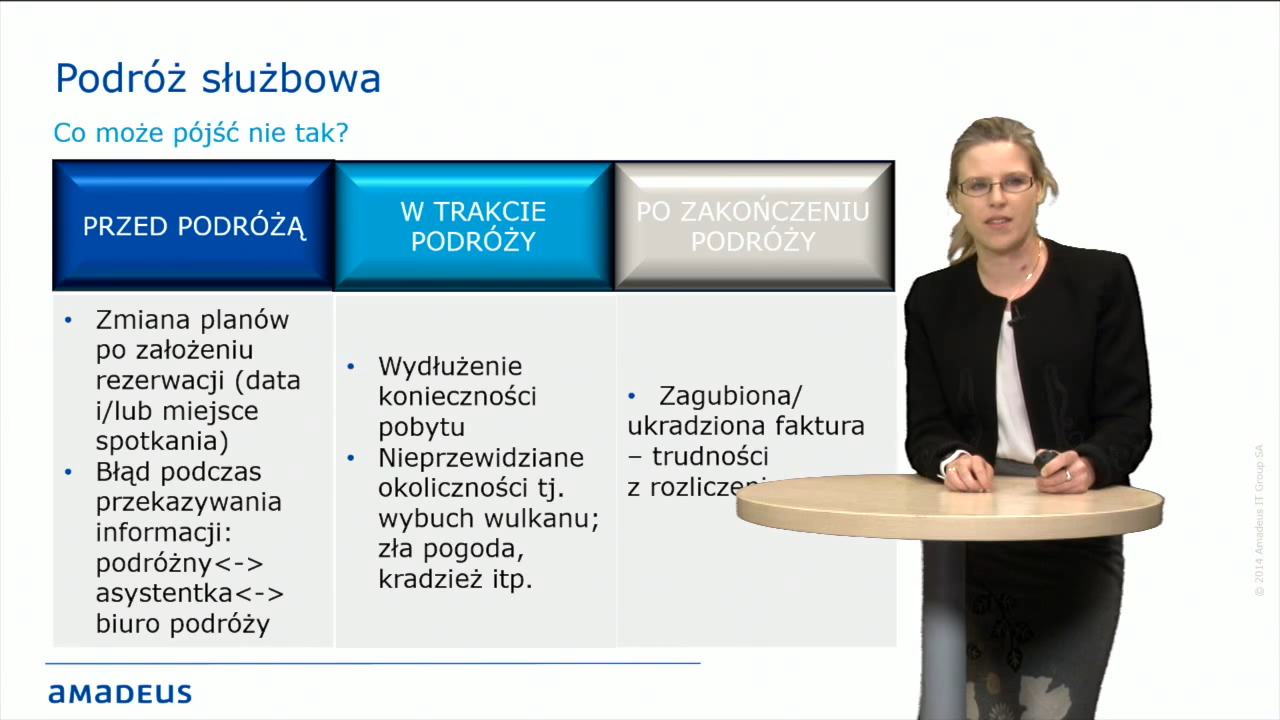 Podróż służbowa
Co może pójść nie tak?
PRZED PODRÓŻĄ
W TRAKCIE
PODRÓŻY
PO ZAKOŃCZENIU
PODRÓŻY
• Zmiana planów
po założeniu
rezerwacji (data
i/lub miejsce
spotkania)
• Błąd podczas
przekazywania
informacji:
podróżny<->
asystentka<->
biuro podróży
• Wydłużenie
konieczności
pobytu
• Nieprzewidziane
okoliczności tj.
wybuch wulkanu;
zła pogoda,
kradzież itp.
• Zagubiona/
ukradziona faktura
– trudności
z
amadeus
© 2014 Amadeus IT Group SA